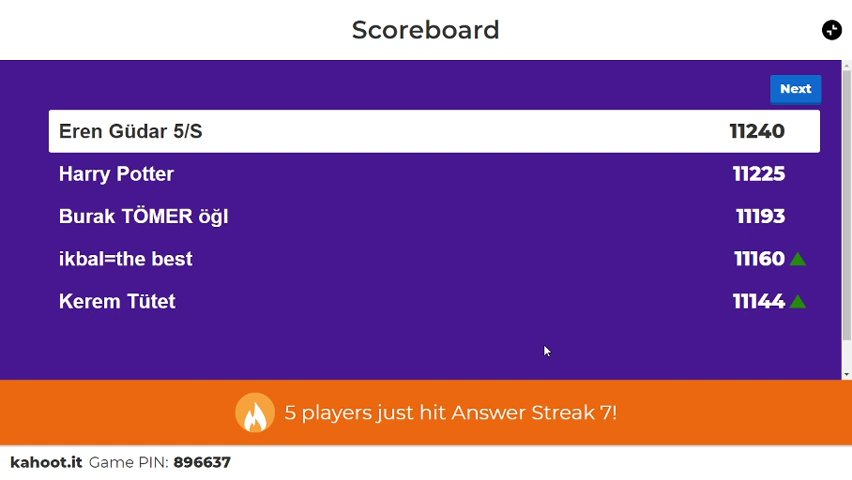 Scoreboard
Next
Eren Güdar 5/S 11240
Harry Potter 11225
Burak TÖMER öğl 11193
ikbal=the best 11160
Kerem Tütet 11144
5 players just hit Answer Streak 7!
kahoot.it Game PIN: 896637